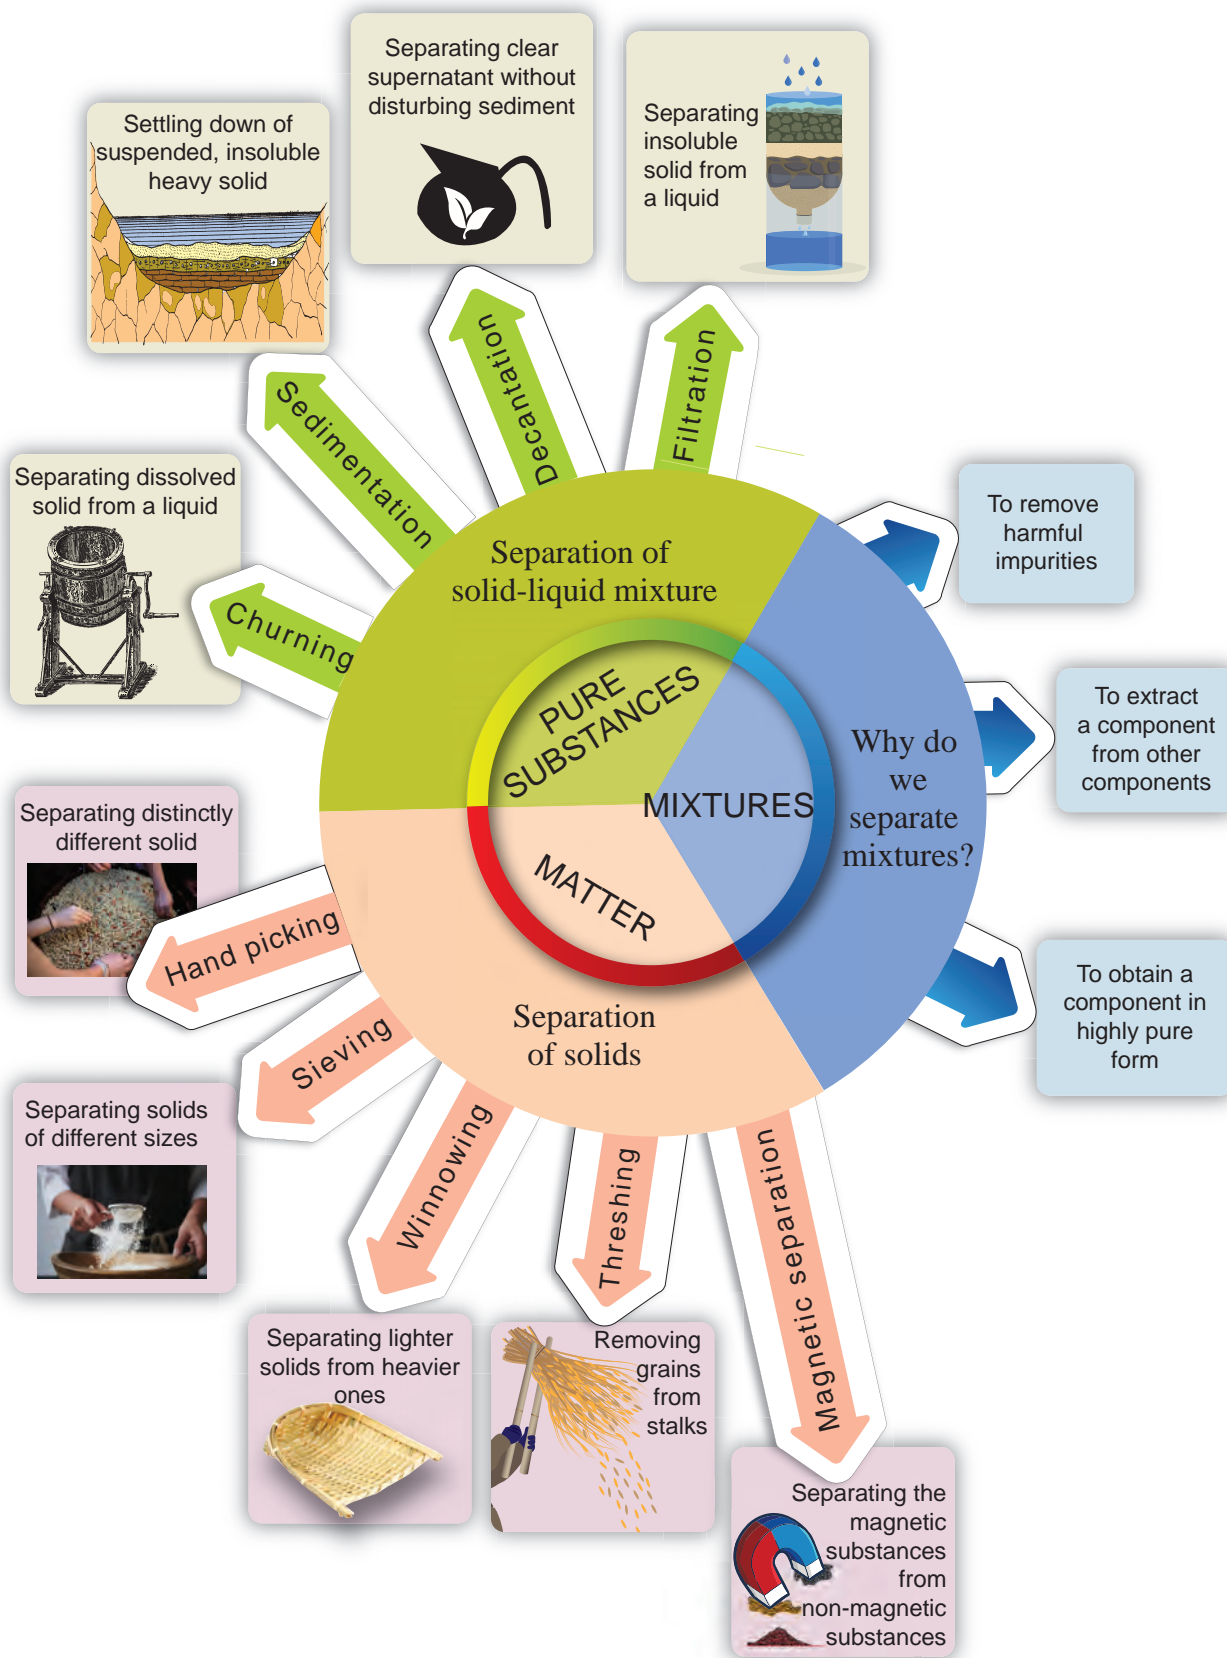 Separating clear
supernatant without
disturbing sediment
Separating
insoluble
solid from
a liquid
Settling down of
suspended, insoluble
heavy solid
Separating dissolved
solid from a liquid
Decantation
Filtration
Sedimentation
Churning
Separation of
solid-liquid mixture
PURE
SUBSTANCES
MIXTURES
MATTER
Why do
we
separate
mixtures?
To remove
harmful
impurities
To extract
a component
from other
components
To obtain a
component in
highly pure
form
Separation
of solids
Separating distinctly
different solid
Hand picking
Sieving
Separating solids
of different sizes
Winnowing
Threshing
Magnetic separation
Separating lighter
solids from heavier
ones
Removing
grains
from
stalks
Separating the
magnetic
substances
from
non-magnetic
substances